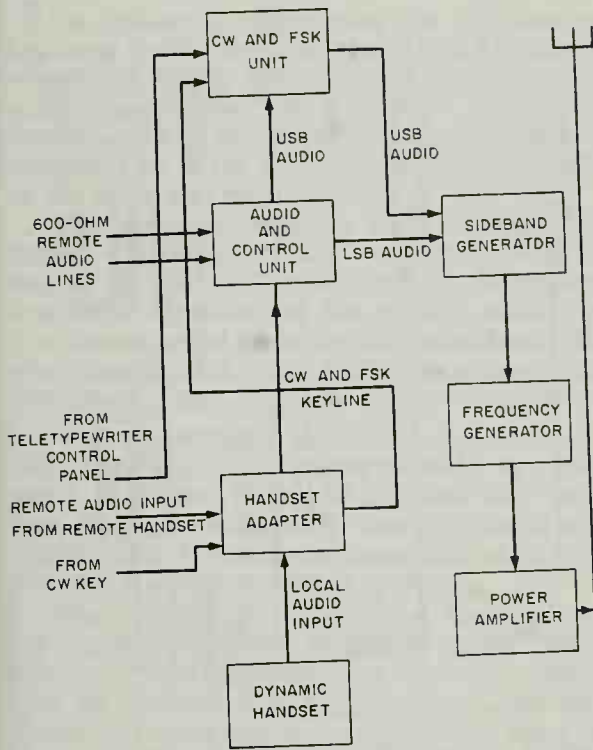 CW AND FSK
UNIT
USB
AUDIO
USB
AUDIO
600-OHM
REMOTE
AUDIO
LINES
AUDIO
AND
CONTROL
UNIT
LSB AUDIO
SIDEBAND
GENERATOR
CW AND FSK
KEYLINE
FROM
TELETYPEWRITER
CONTROL
PANEL
FREQUENCY
GENERATOR
REMOTE AUDIO INPUT
FROM REMOTE HANDSET
HANDSET
ADAPTER
FROM
CW KEY
LOCAL
AUDIO
INPUT
POWER
AMPLIFIER
DYNAMIC
HANDSET